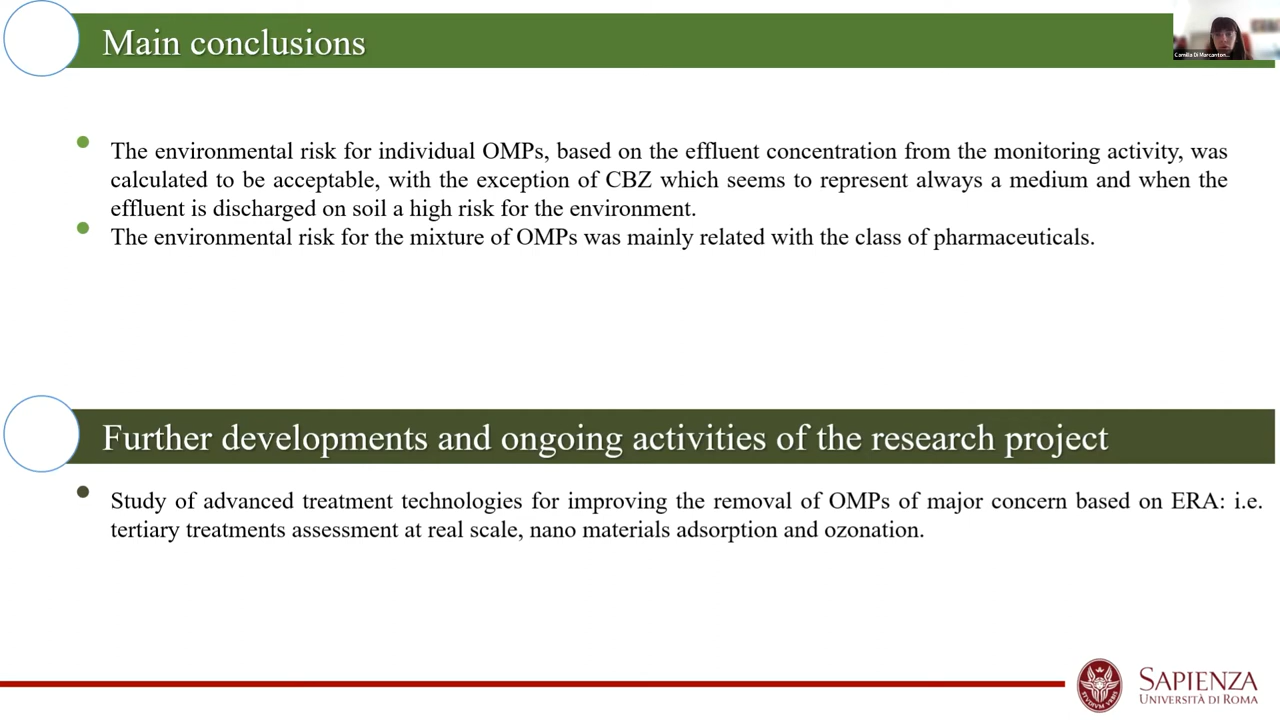 Main conclusions
Camilla Di Marcanton...
The environmental risk for individual OMPs, based on the effluent concentration from the monitoring activity, was
calculated to be acceptable, with the exception of CBZ which seems to represent always a medium and when the
effluent is discharged on soil a high risk for the environment.
The environmental risk for the mixture of OMPs was mainly related with the class of pharmaceuticals.
Further developments and ongoing activities of the research project
Study of advanced treatment technologies for improving the removal of OMPs of major concern based on ERA: i.e.
tertiary treatments assessment at real scale, nano materials adsorption and ozonation.
SAPIENZA
UNIVERSITÀ DI ROMA